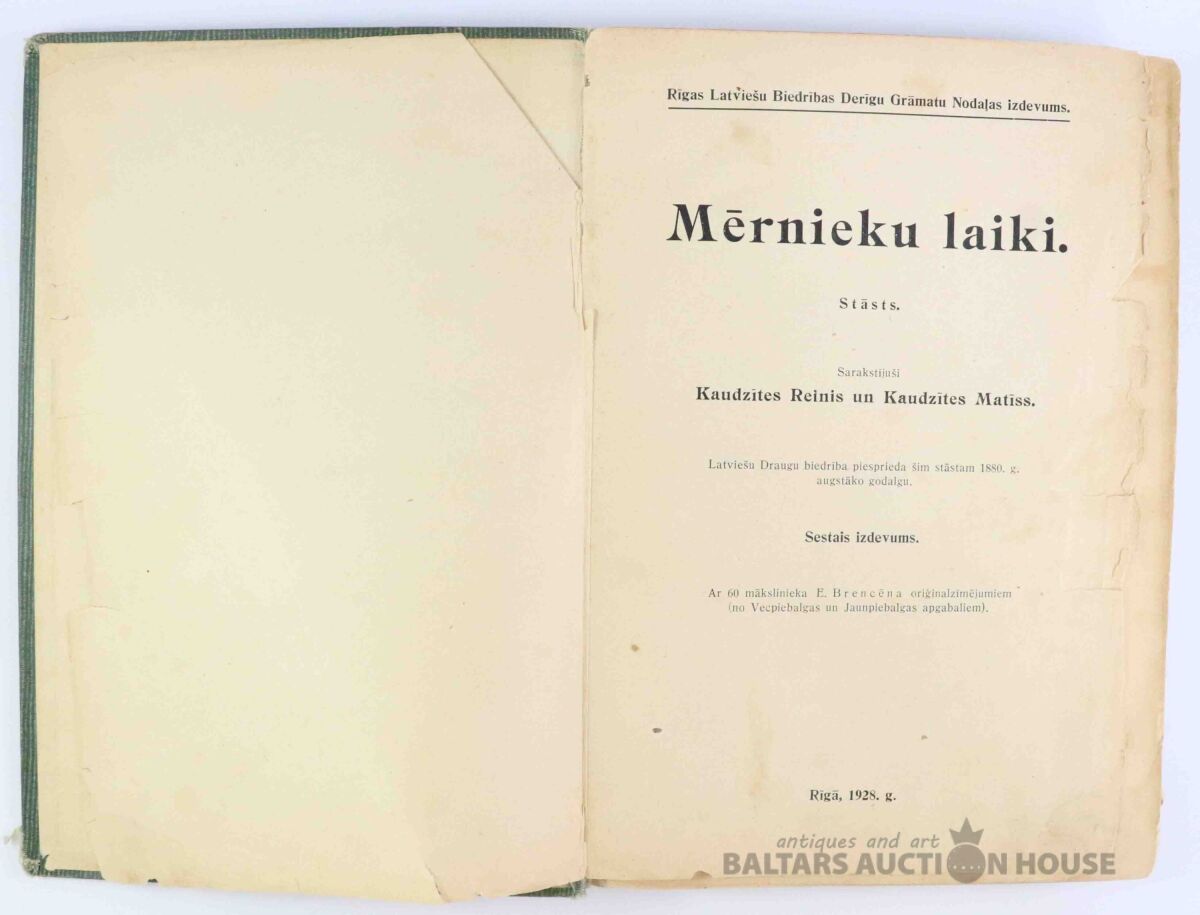 Rīgas Latviešu Biedrības Derīgu Grāmatu Nodaļas izdevums.
Mērnieku laiki.
Stāsts.
Sarakstījuši
Kaudzītes Reinis un Kaudzītes Matīss.
Latviešu Draugu biedrība piesprieda šim stāstam 1880. g.
augstāko godalgu.
Sestais izdevums.
Ar 60 mākslinieka E. Brencēna oriģinalzīmējumiem
(no Vecpiebalgas un Jaunpiebalgas apgabaliem).
Rīgā, 1928. g.
antiques and art
BALTARS AUCTION HOUSE